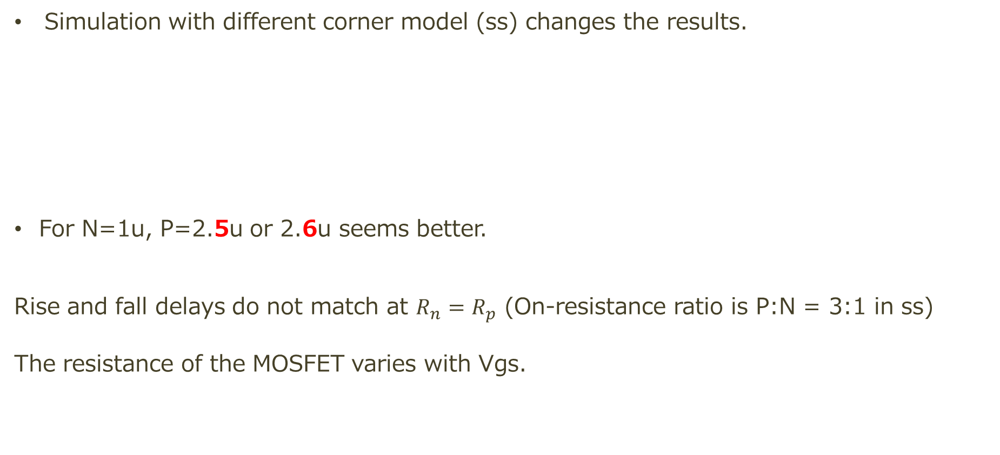 • Simulation with different corner model (ss) changes the results.
• For N=1u, P=2.5u or 2.6u seems better.
Rise and fall delays do not match at Rₙ = Rₚ (On-resistance ratio is P:N = 3:1 in ss)
The resistance of the MOSFET varies with Vgs.